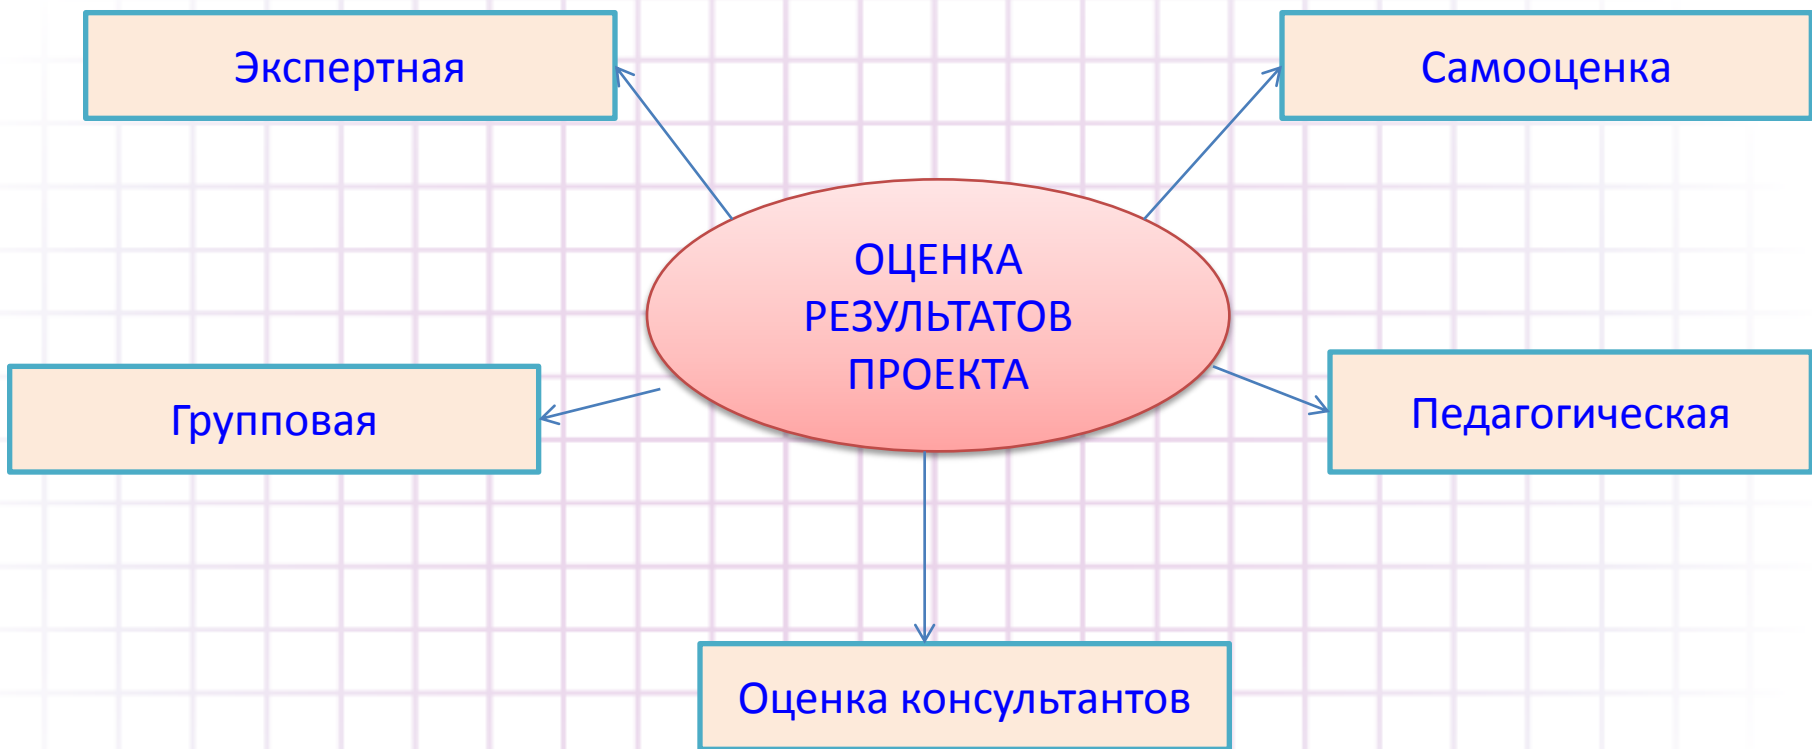 Экспертная
Самооценка
ОЦЕНКА
РЕЗУЛЬТАТОВ
ПРОЕКТА
Групповая
Педагогическая
Оценка консультантов